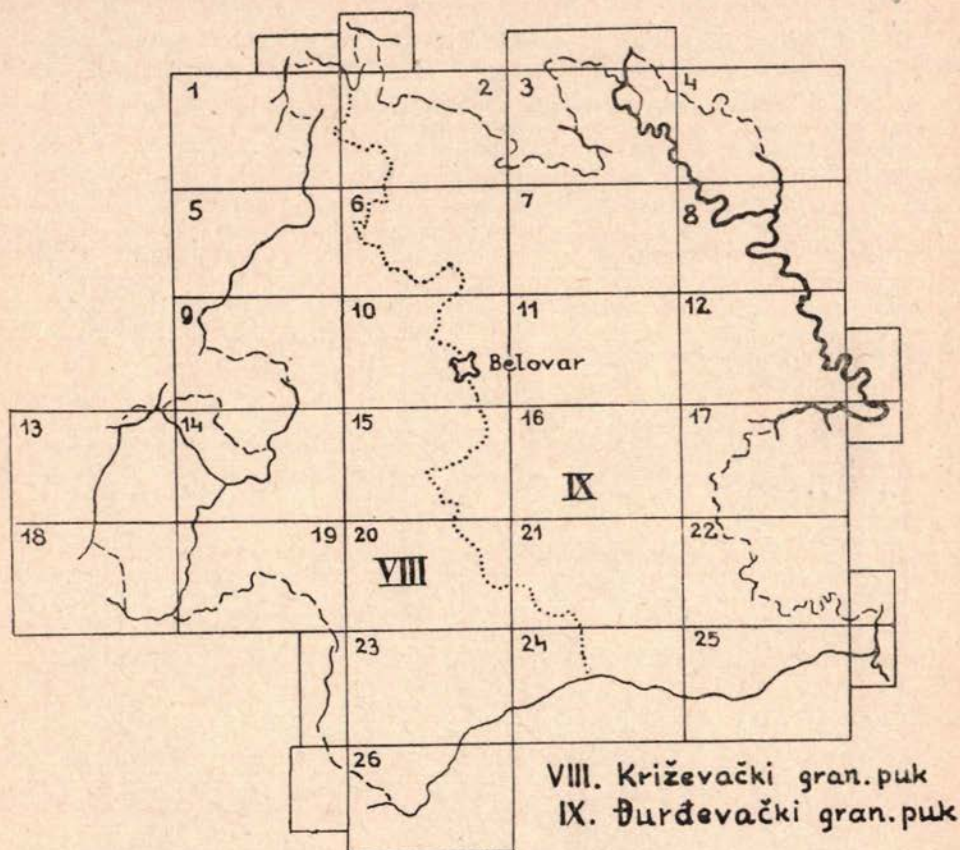 1 2 3 4
5 6 7 8
9 10 11 12
Belovar
13 14 15 16 17
IX
18 19 20 21 22
VIII
23 24 25
26
VIII. Križevački gran.puk
IX. Đurđevački gran.puk